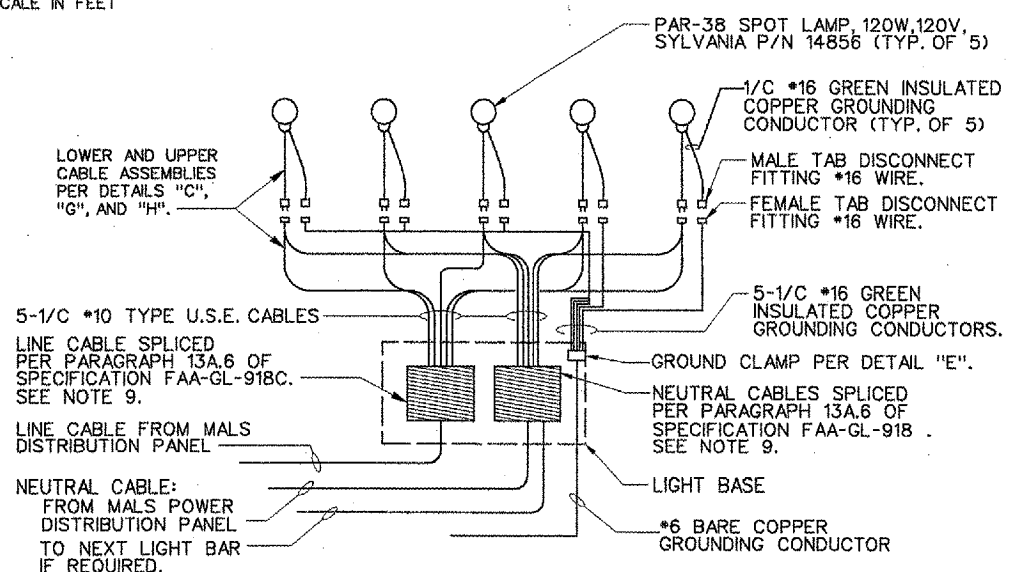 CALE IN FEET
PAR-38 SPOT LAMP, 120W,120V,
SYLVANIA P/N 14856 (TYP. OF 5)
1/C #16 GREEN INSULATED
COPPER GROUNDING
CONDUCTOR (TYP. OF 5)
LOWER AND UPPER
CABLE ASSEMBLIES
PER DETAILS "C",
"G", AND "H".
MALE TAB DISCONNECT
FITTING #16 WIRE.
FEMALE TAB DISCONNECT
FITTING #16 WIRE.
5-1/C #10 TYPE U.S.E. CABLES
5-1/C #16 GREEN
INSULATED COPPER
GROUNDING CONDUCTORS.
LINE CABLE SPLICED
PER PARAGRAPH 13A.6 OF
SPECIFICATION FAA-GL-918C.
SEE NOTE 9.
GROUND CLAMP PER DETAIL "E".
NEUTRAL CABLES SPLICED
PER PARAGRAPH 13A.6 OF
SPECIFICATION FAA-GL-918 .
SEE NOTE 9.
LINE CABLE FROM MALS
DISTRIBUTION PANEL
NEUTRAL CABLE:
FROM MALS POWER
DISTRIBUTION PANEL
TO NEXT LIGHT BAR
IF REQUIRED.
LIGHT BASE
#6 BARE COPPER
GROUNDING CONDUCTOR